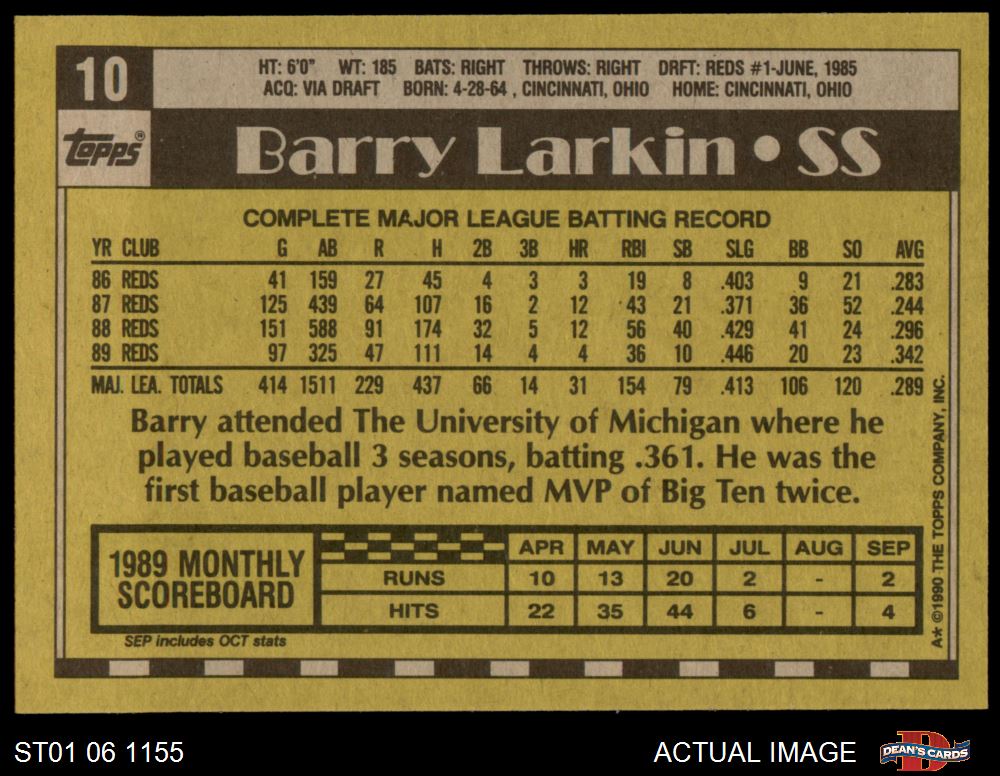 10
HT: 6'0" WT: 185 BATS: RIGHT THROWS: RIGHT DRFT: REDS #1-JUNE, 1985
ACQ: VIA DRAFT BORN: 4-28-64 , CINCINNATI, OHIO HOME: CINCINNATI, OHIO
topps®
Barry Larkin • SS
COMPLETE MAJOR LEAGUE BATTING RECORD
YR CLUB G AB R H 2B 3B HR RBI SB SLG BB SO AVG
86 REDS 41 159 27 45 4 3 3 19 8 .403 9 21 .283
87 REDS 125 439 64 107 16 2 12 43 21 .371 36 52 .244
88 REDS 151 588 91 174 32 5 12 56 40 .429 41 24 .296
89 REDS 97 325 47 111 14 4 4 36 10 .446 20 23 .342
MAJ. LEA. TOTALS 414 1511 229 437 66 14 31 154 79 .413 106 120 .289
Barry attended The University of Michigan where he
played baseball 3 seasons, batting .361. He was the
first baseball player named MVP of Big Ten twice.
1989 MONTHLY
SCOREBOARD
APR MAY JUN JUL AUG SEP
RUNS 10 13 20 2 - 2
HITS 22 35 44 6 - 4
SEP includes OCT stats
A* ©1990 THE TOPPS COMPANY, INC.
ST01 06 1155
ACTUAL IMAGE
D
DEAN'S CARDS